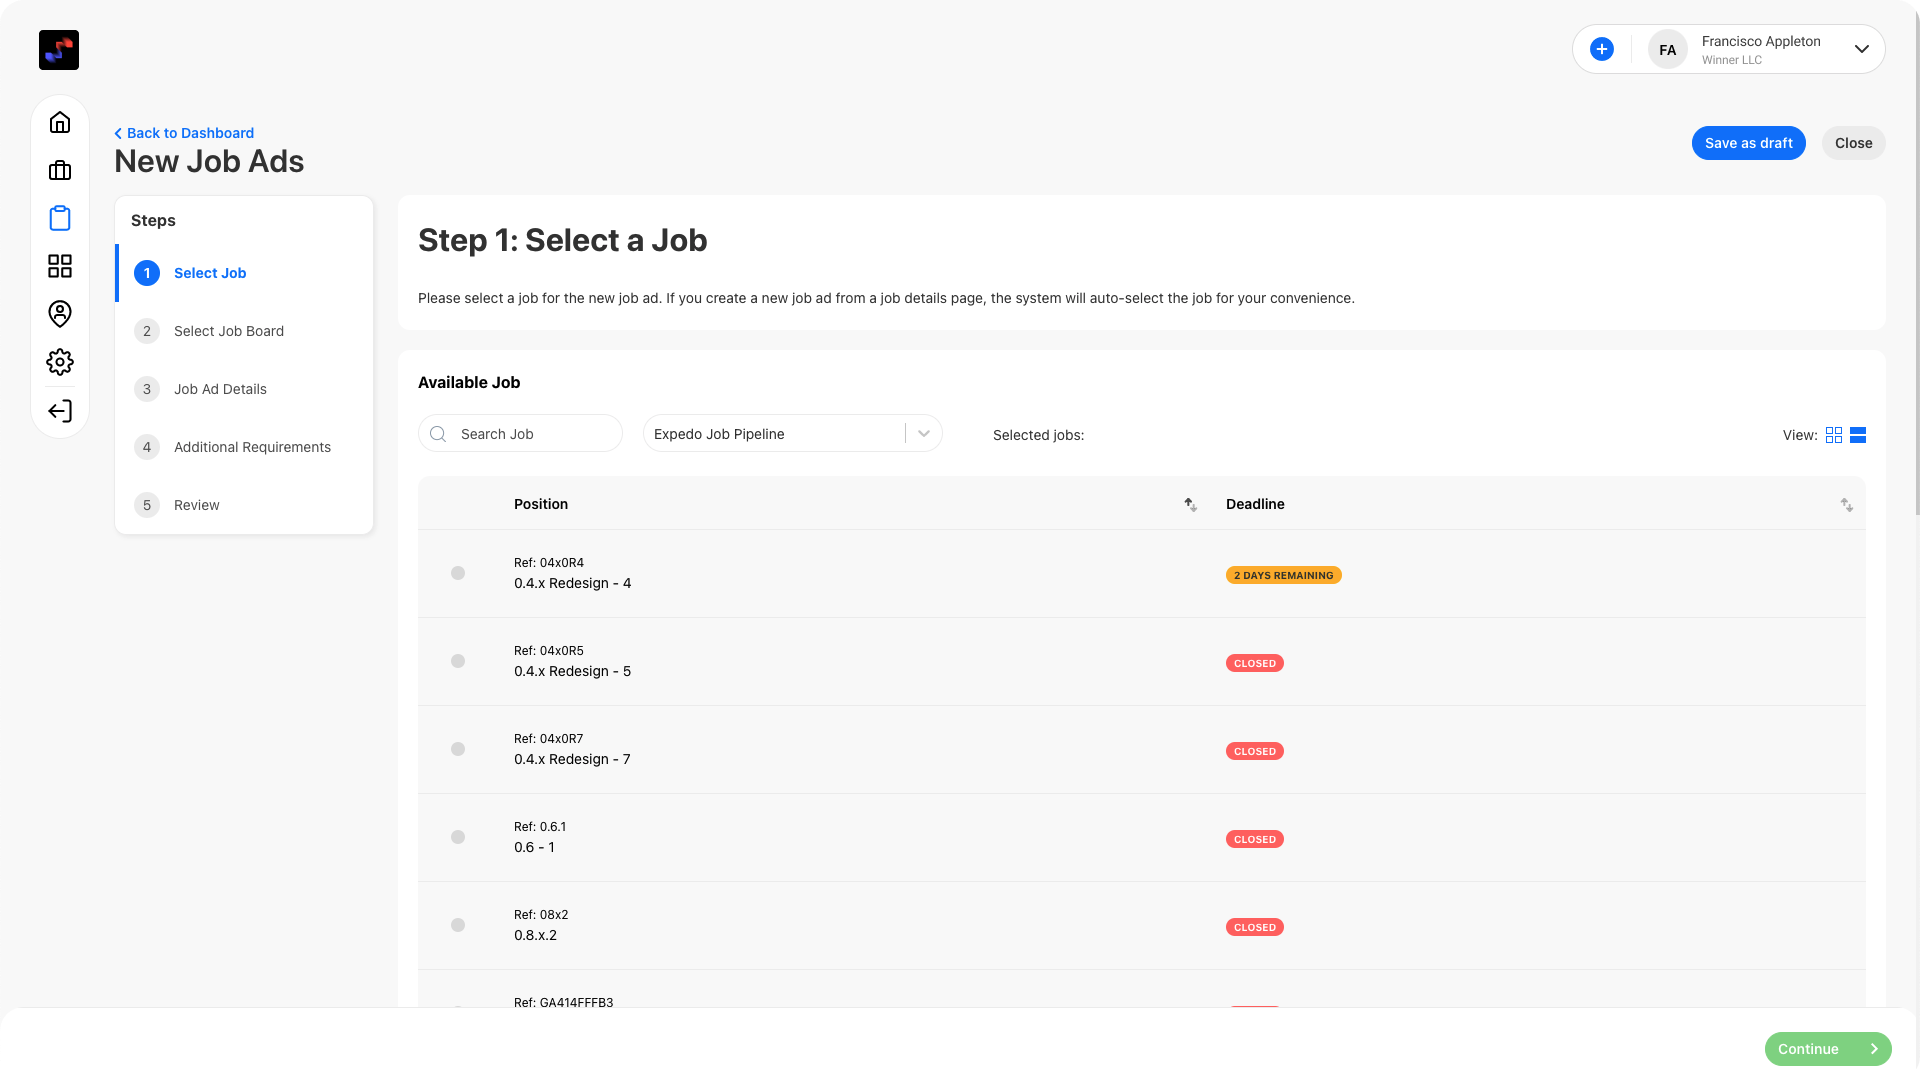 FA
Francisco Appleton
Winner LLC
Back to Dashboard
New Job Ads
Save as draft
Close
Steps
1
Select Job
2
Select Job Board
3
Job Ad Details
4
Additional Requirements
5
Review
Step 1: Select a Job
Please select a job for the new job ad. If you create a new job ad from a job details page, the system will auto-select the job for your convenience.
Available Job
Search Job
Expedo Job Pipeline
Selected jobs:
View:
Position
Deadline
Ref: 04x0R4
0.4.x Redesign - 4
2 DAYS REMAINING
Ref: 04x0R5
0.4.x Redesign - 5
CLOSED
Ref: 04x0R7
0.4.x Redesign - 7
CLOSED
Ref: 0.6.1
0.6 - 1
CLOSED
Ref: 08x2
0.8.x.2
CLOSED
Ref: GA414FFFB3
Continue